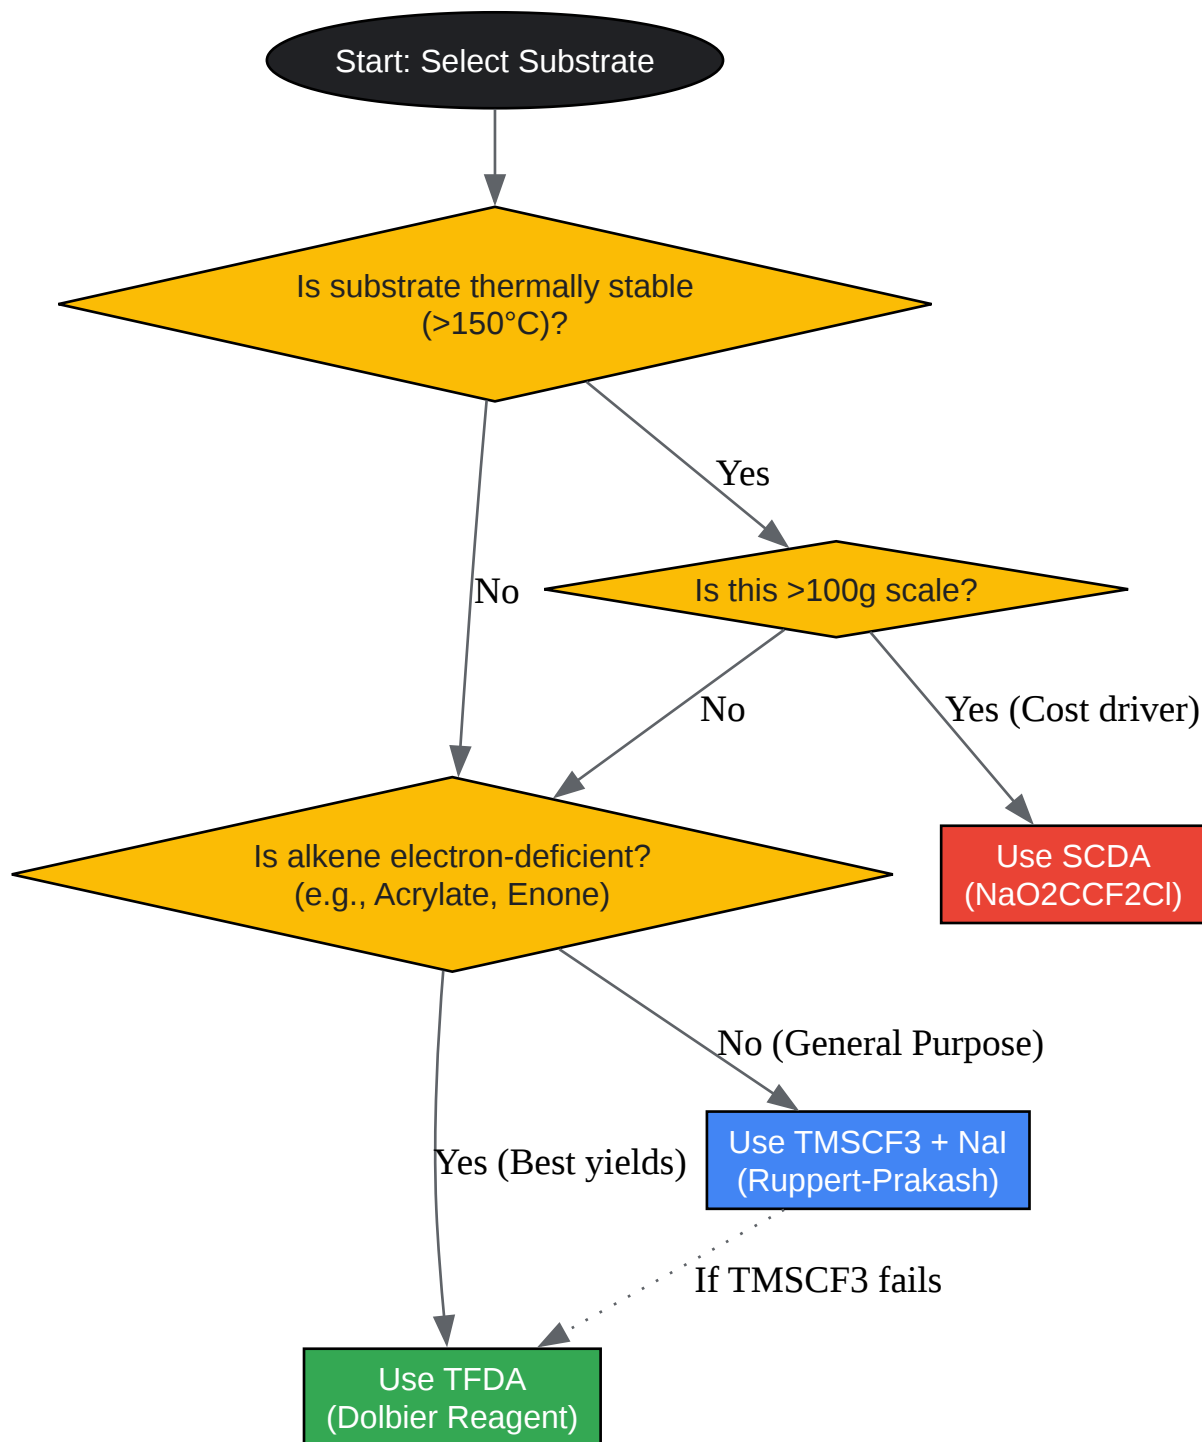 Start: Select Substrate
Is substrate thermally stable
(>150°C)?
Yes
No
Is this >100g scale?
No
Yes (Cost driver)
Is alkene electron-deficient?
(e.g., Acrylate, Enone)
Use SCDA
(NaO2CCF2Cl)
No (General Purpose)
Yes (Best yields)
Use TMSCF3 + NaI
(Ruppert-Prakash)
If TMSCF3 fails
Use TFDA
(Dolbier Reagent)